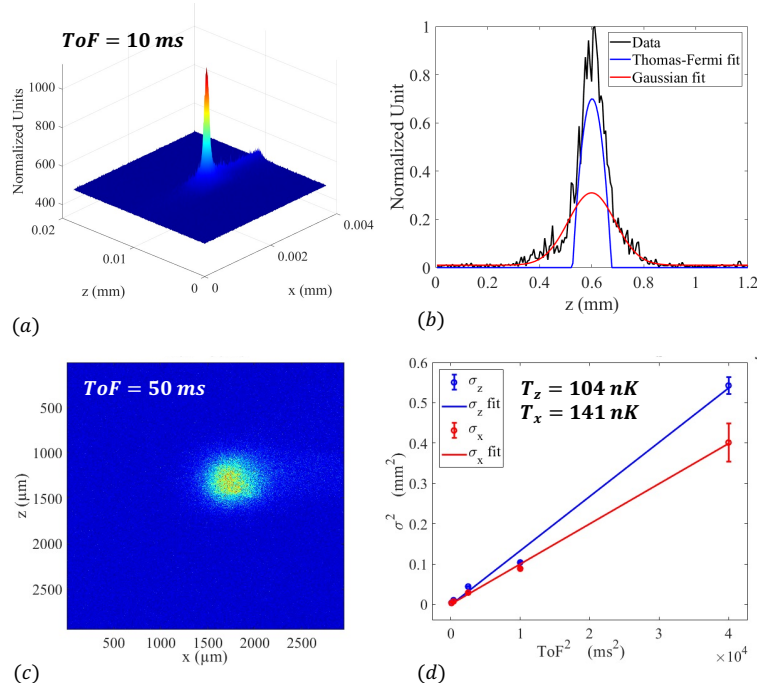 ToF = 10 ms
Normalized Units
1000
800
600
400
0.02
0.01
0
0
0.002
0.004
z (mm)
x (mm)
(a)
Data
Thomas-Fermi fit
Gaussian fit
Normalized Unit
1
0.8
0.6
0.4
0.2
0
0 0.2 0.4 0.6 0.8 1 1.2
z (mm)
(b)
ToF = 50 ms
z (μm)
500
1000
1500
2000
2500
500 1000 1500 2000 2500
x (μm)
(c)
σz
σz fit
σx
σx fit
Tz = 104 nK
Tx = 141 nK
σ² (mm²)
0.6
0.5
0.4
0.3
0.2
0.1
0
0 1 2 3 4
×10⁴
ToF² (ms²)
(d)